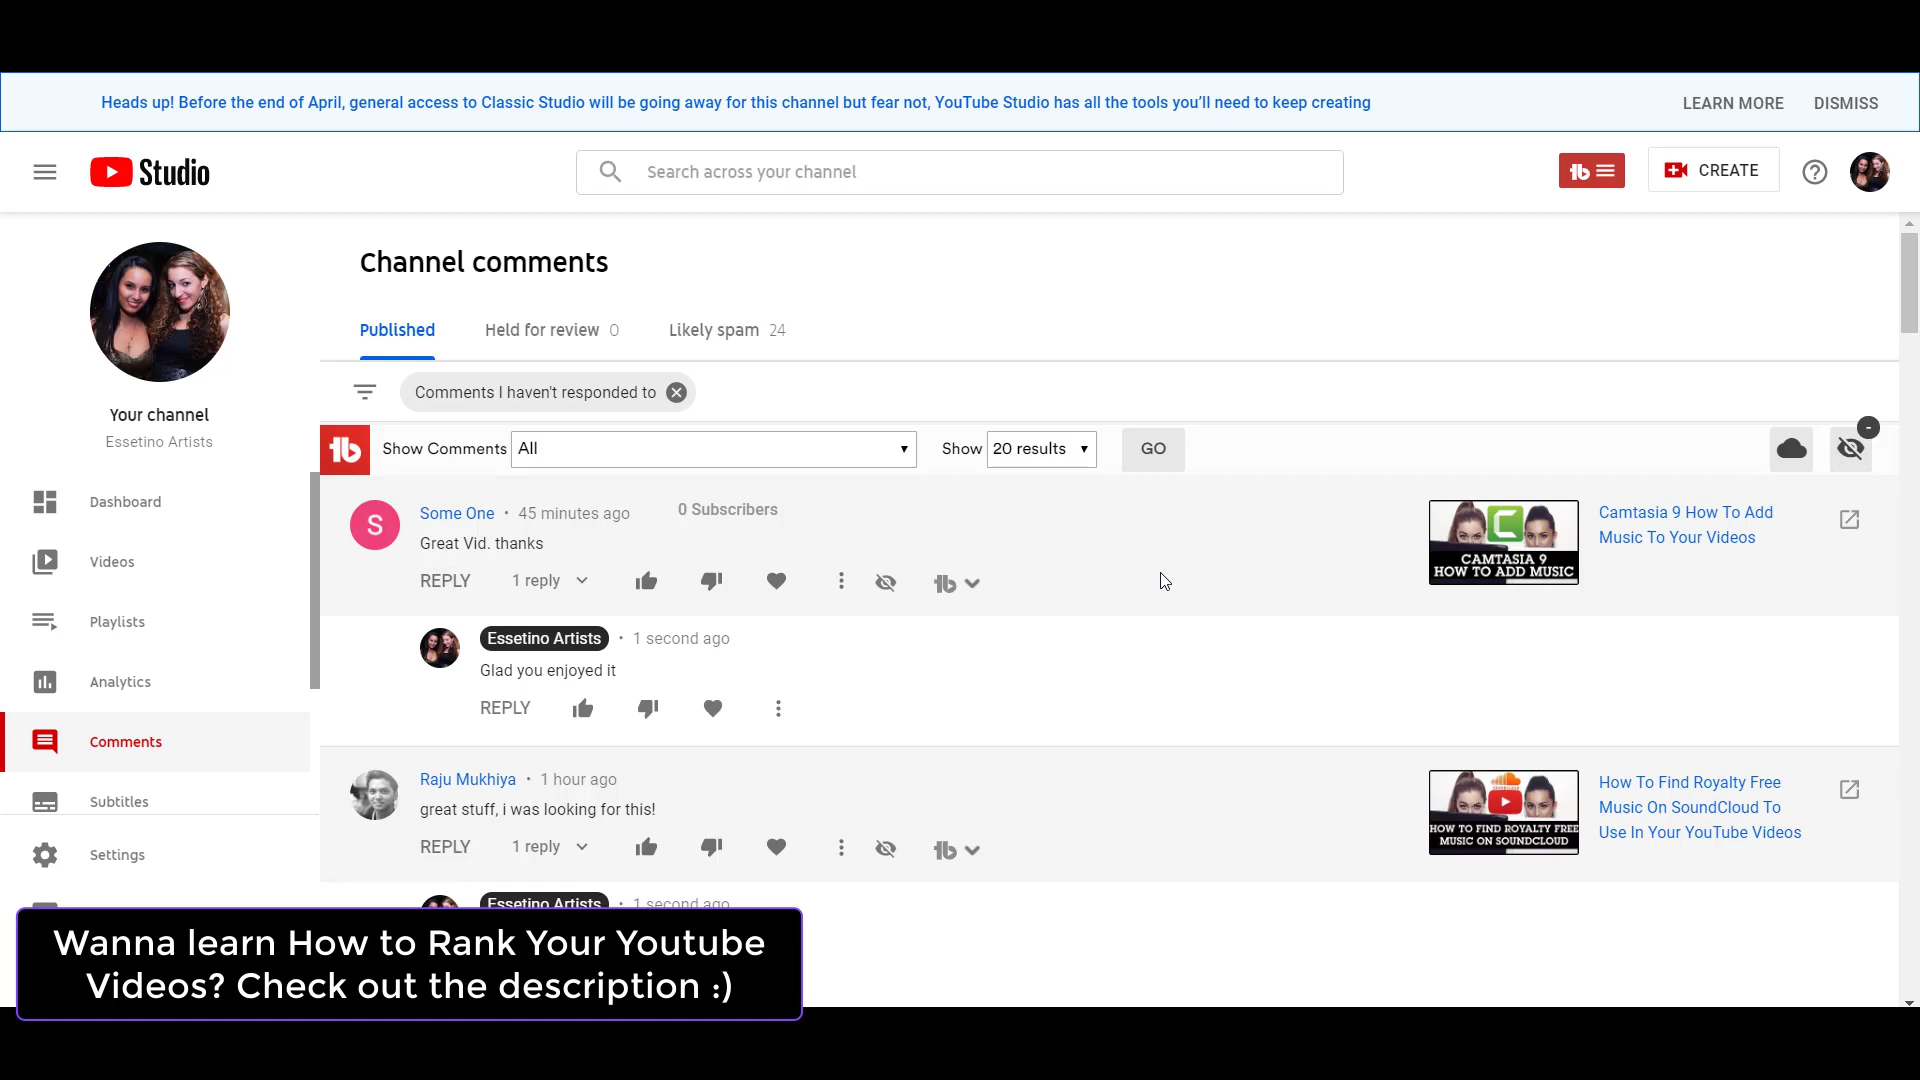 Heads up! Before the end of April, general access to Classic Studio will be going away for this channel but fear not, YouTube Studio has all the tools you'll need to keep creating
LEARN MORE
DISMISS
Studio
Search across your channel
CREATE
Your channel
Essetino Artists
Dashboard
Videos
Playlists
Analytics
Comments
Subtitles
Settings
Channel comments
Published
Held for review 0
Likely spam 24
Comments I haven't responded to
tb
Show Comments All
Show 20 results
GO
-
S
Some One • 45 minutes ago
0 Subscribers
Great Vid. thanks
REPLY
1 reply
tb
CAMTASIA 9
HOW TO ADD MUSIC
Camtasia 9 How To Add
Music To Your Videos
Essetino Artists • 1 second ago
Glad you enjoyed it
REPLY
Raju Mukhiya • 1 hour ago
great stuff, i was looking for this!
REPLY
1 reply
tb
HOW TO FIND ROYALTY FREE
MUSIC ON SOUNDCLOUD
How To Find Royalty Free
Music On SoundCloud To
Use In Your YouTube Videos
Essetino Artists • 1 second ago
Wanna learn How to Rank Your Youtube
Videos? Check out the description :)